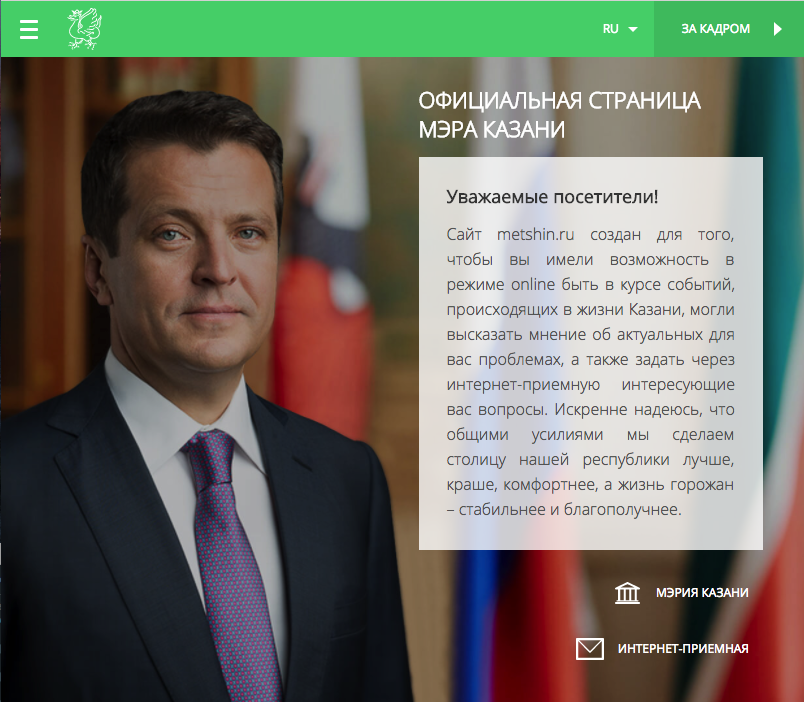 RU
ЗА КАДРОМ
ОФИЦИАЛЬНАЯ СТРАНИЦА
МЭРА КАЗАНИ
Уважаемые посетители!
Сайт metshin.ru создан для того,
чтобы вы имели возможность в
режиме online быть в курсе событий,
происходящих в жизни Казани, могли
высказать мнение об актуальных для
вас проблемах, а также задать через
интернет-приемную интересующие
вас вопросы. Искренне надеюсь, что
общими усилиями мы сделаем
столицу нашей республики лучше,
краше, комфортнее, а жизнь горожан
– стабильнее и благополучнее.
МЭРИЯ КАЗАНИ
ИНТЕРНЕТ-ПРИЕМНАЯ